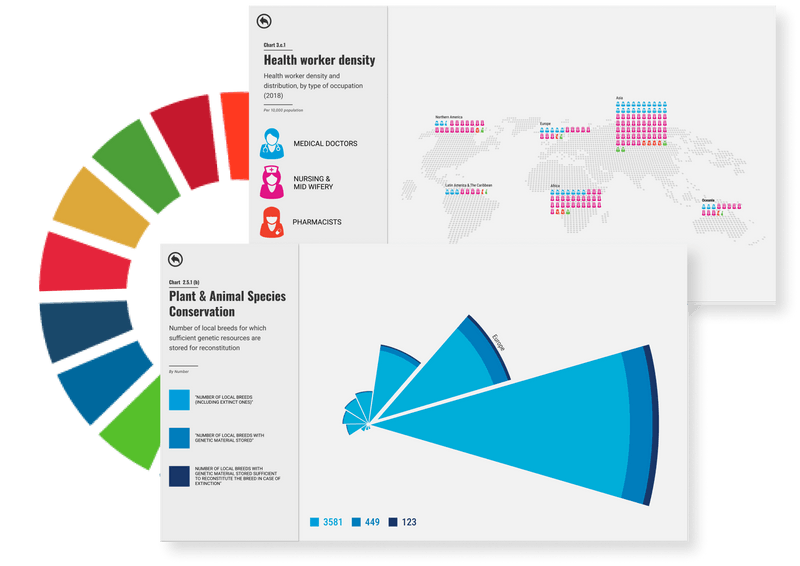 Chart 3.c.1
Health worker density
Health worker density and
distribution, by type of occupation
(2018)
Per 10,000 population
MEDICAL DOCTORS
NURSING &
MID WIFERY
PHARMACISTS
Northern America
Europe
Asia
Latin America & The Caribbean
Africa
Oceania
Chart 2.5.1 (b)
Plant & Animal Species
Conservation
Number of local breeds for which
sufficient genetic resources are
stored for reconstitution
By Number
"NUMBER OF LOCAL BREEDS
(INCLUDING EXTINCT ONES)"
"NUMBER OF LOCAL BREEDS WITH
GENETIC MATERIAL STORED"
NUMBER OF LOCAL BREEDS WITH
GENETIC MATERIAL STORED SUFFICIENT
TO RECONSTITUTE THE BREED IN CASE OF
EXTINCTION"
Europe
3581 449 123